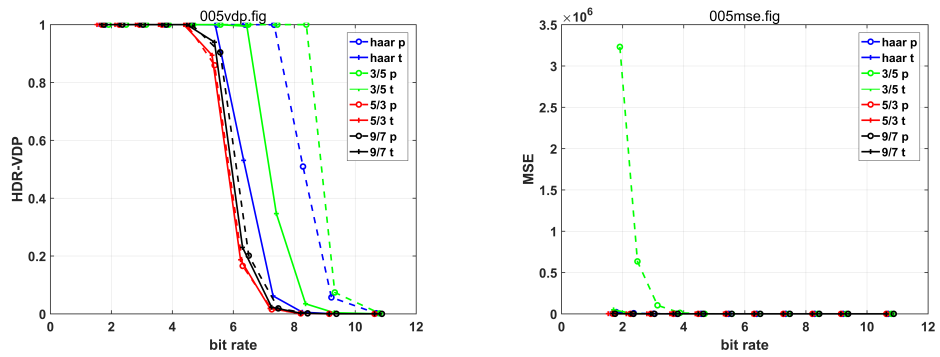 005vdp.fig
HDR-VDP
1
0.8
0.6
0.4
0.2
0
0 2 4 6 8 10 12
bit rate
haar p
haar t
3/5 p
3/5 t
5/3 p
5/3 t
9/7 p
9/7 t
×10^6
005mse.fig
MSE
3.5
3
2.5
2
1.5
1
0.5
0
0 2 4 6 8 10 12
bit rate
haar p
haar t
3/5 p
3/5 t
5/3 p
5/3 t
9/7 p
9/7 t